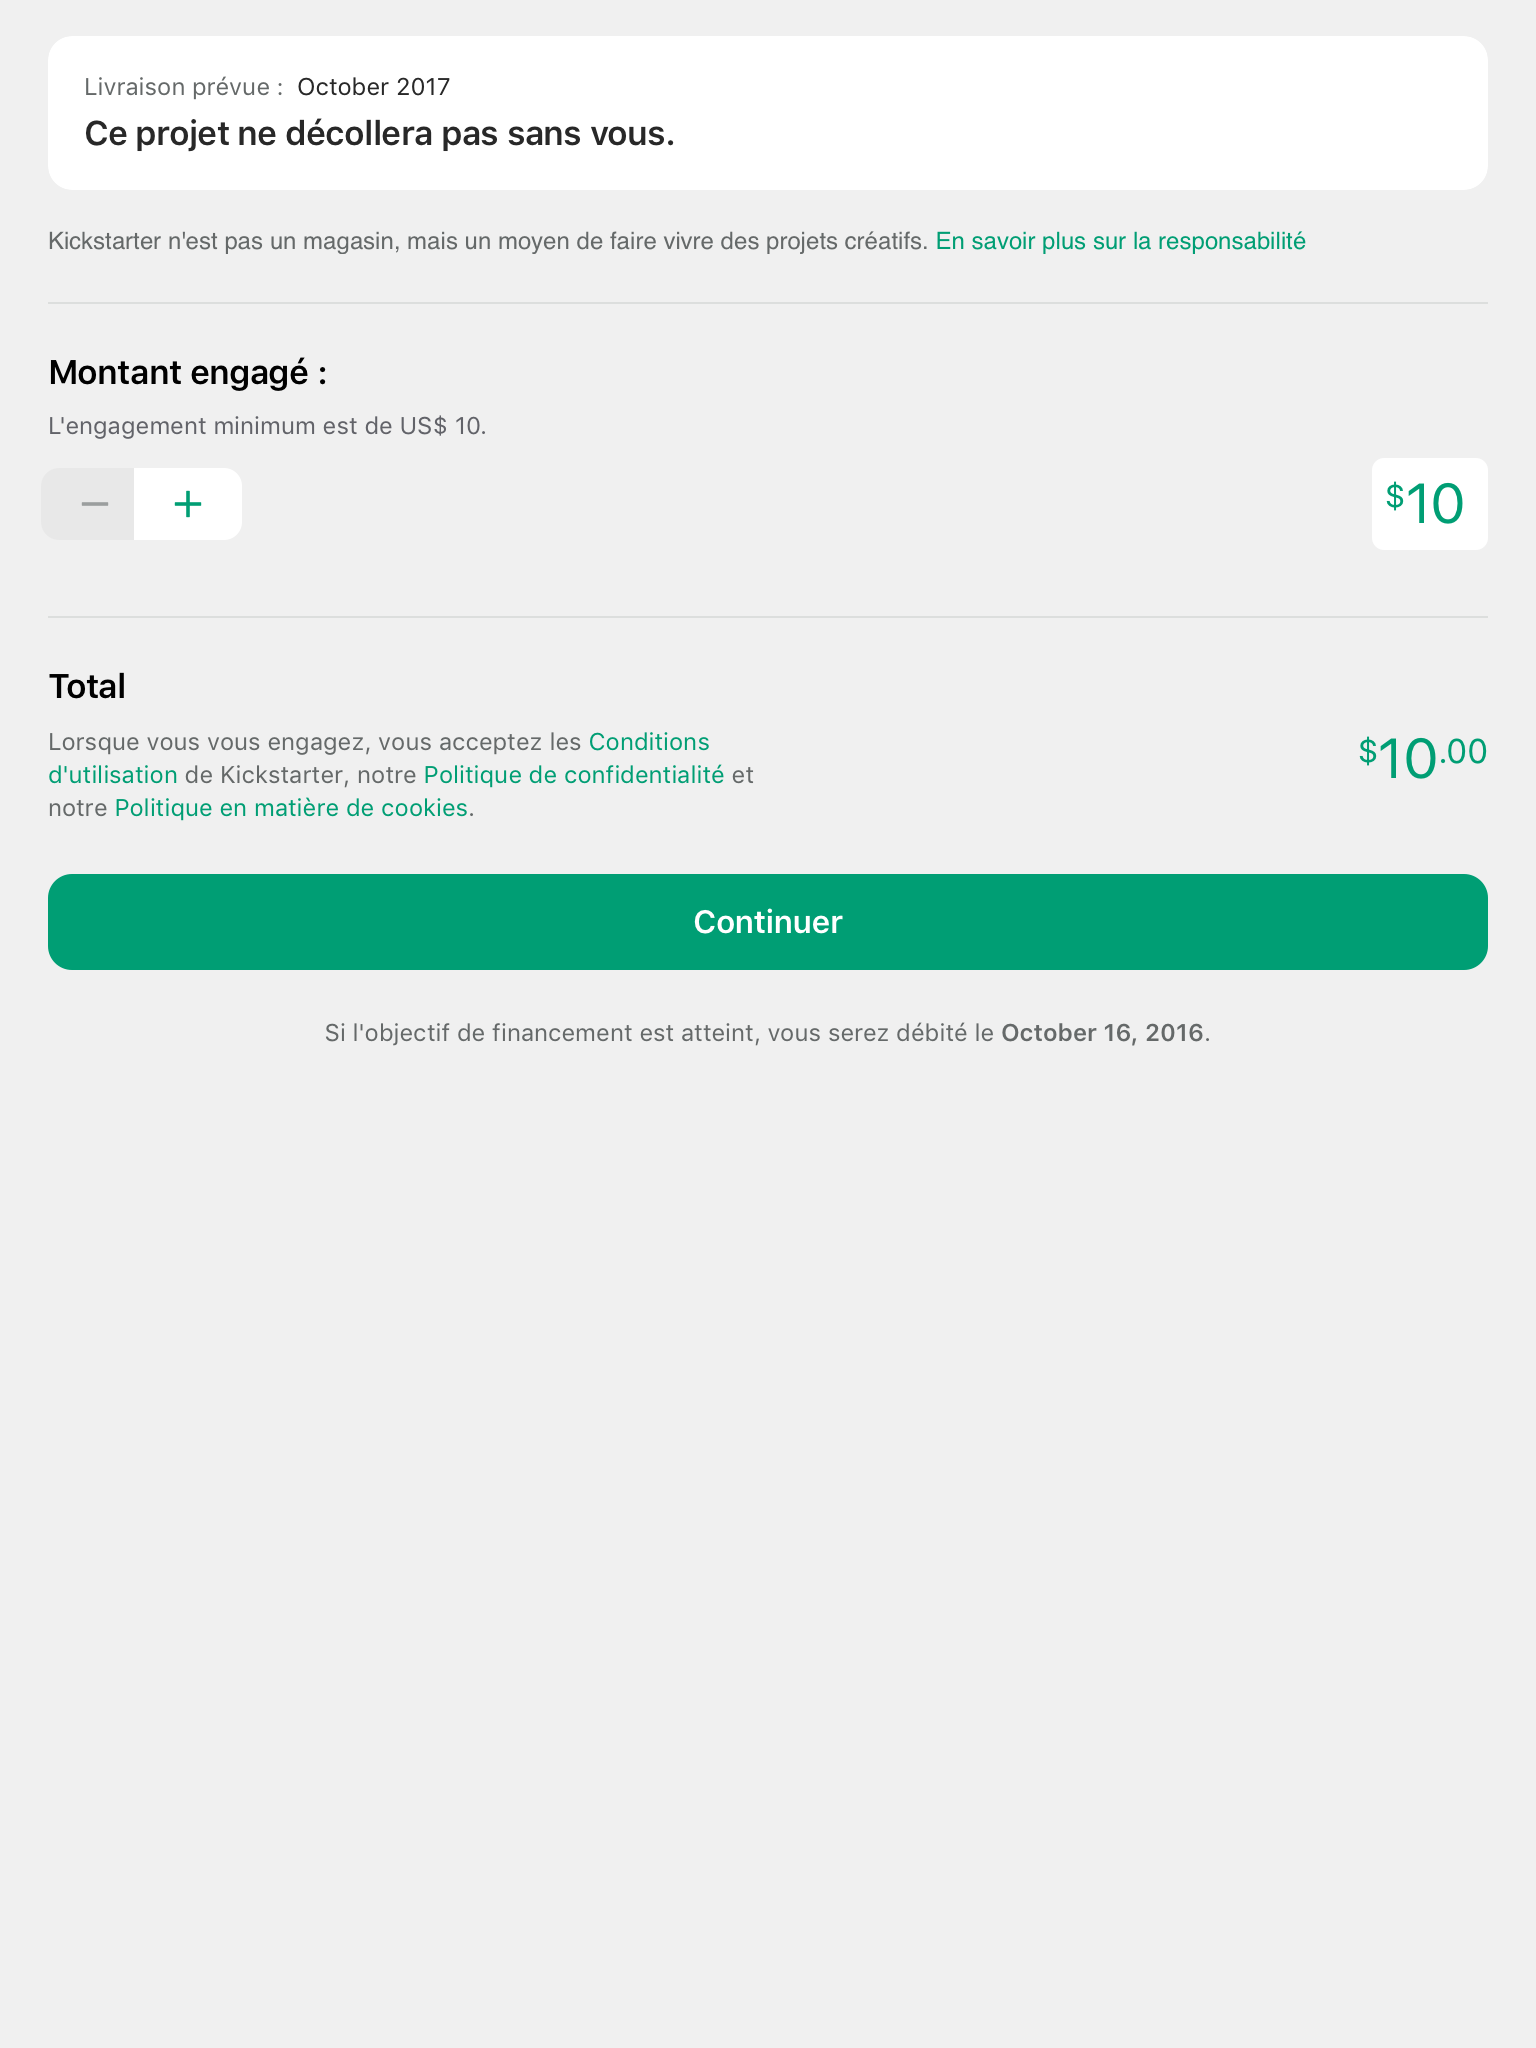 Livraison prévue : October 2017
Ce projet ne décollera pas sans vous.
Kickstarter n'est pas un magasin, mais un moyen de faire vivre des projets créatifs. En savoir plus sur la responsabilité
Montant engagé :
L'engagement minimum est de US$ 10.
− +
$10
Total
Lorsque vous vous engagez, vous acceptez les Conditions
d'utilisation de Kickstarter, notre Politique de confidentialité et
notre Politique en matière de cookies.
$10.00
Continuer
Si l'objectif de financement est atteint, vous serez débité le October 16, 2016.